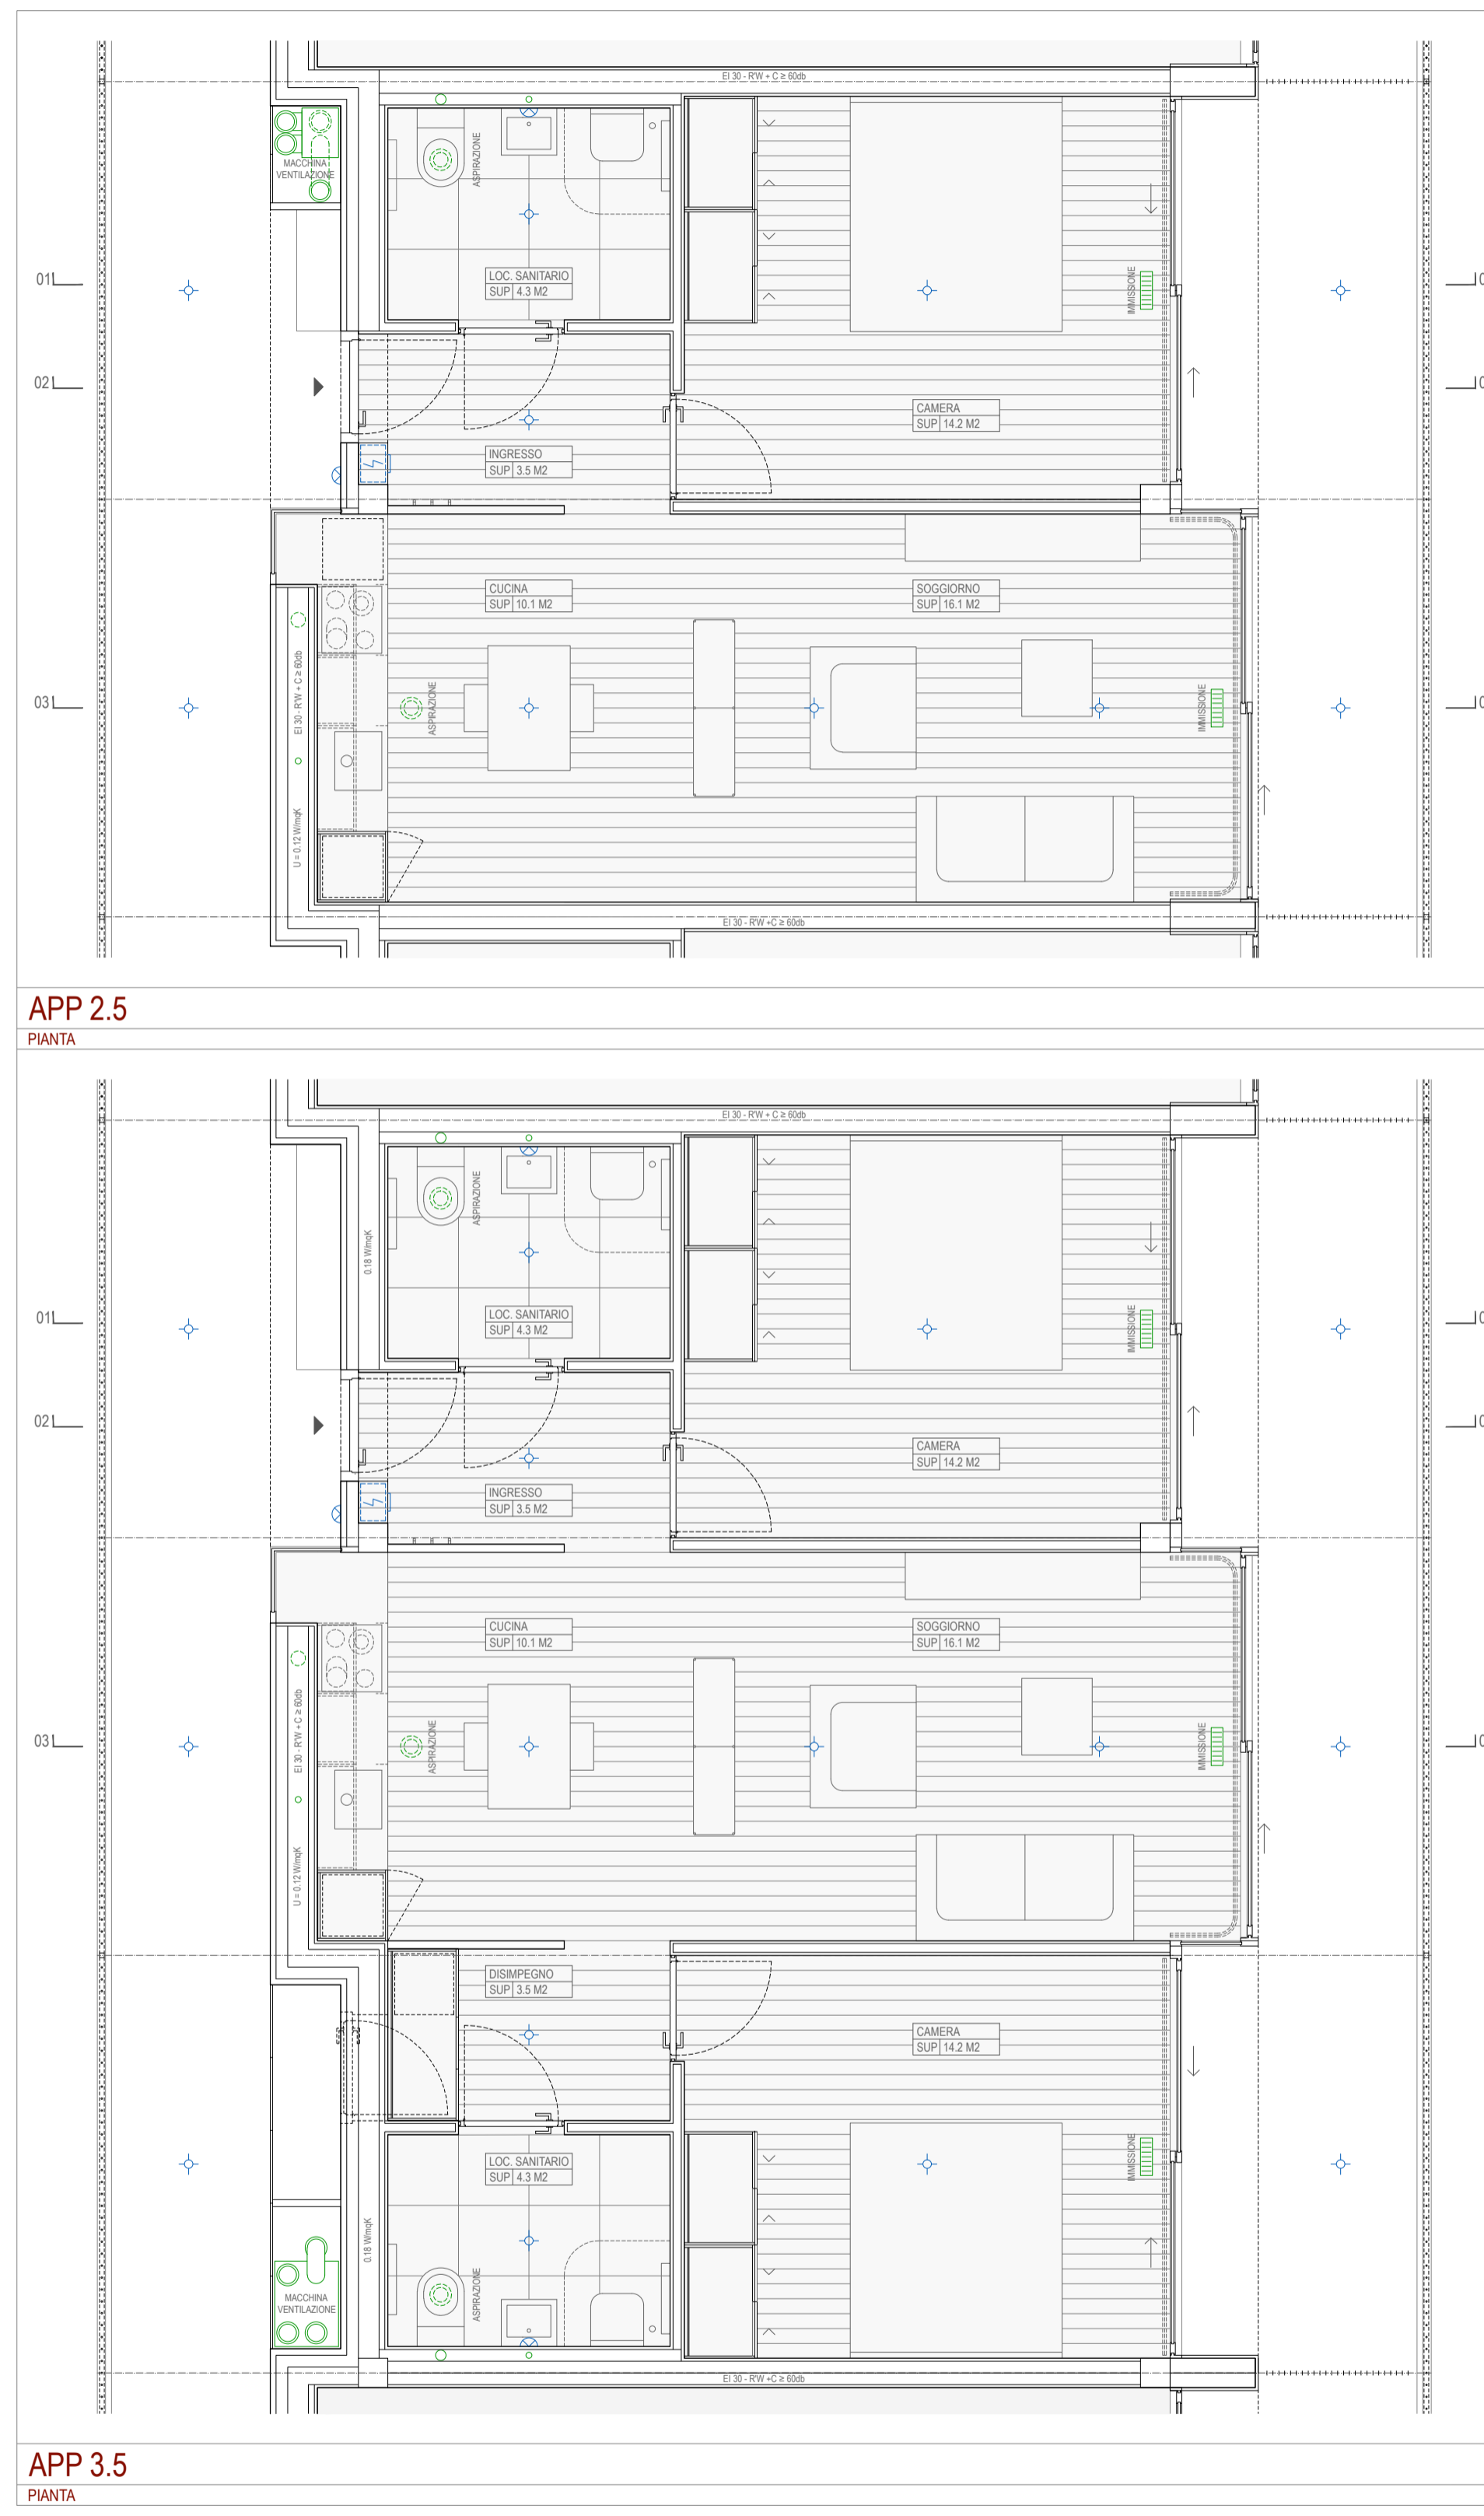 EI 30 - R'W + C ≥ 60db
MACCHINA
VENTILAZIONE
ASPIRAZIONE
01
0
LOC. SANITARIO
SUP 4.3 M2
IMMISSIONE
02
0
CAMERA
SUP 14.2 M2
INGRESSO
SUP 3.5 M2
CUCINA
SUP 10.1 M2
SOGGIORNO
SUP 16.1 M2
EI 30 - R'W + C ≥ 60db
03
ASPIRAZIONE
IMMISSIONE
0
U = 0.12 W/mqK
EI 30 - R'W +C ≥ 60db
APP 2.5
PIANTA
EI 30 - R'W + C ≥ 60db
ASPIRAZIONE
0.18 W/mqK
01
0
LOC. SANITARIO
SUP 4.3 M2
IMMISSIONE
02
0
CAMERA
SUP 14.2 M2
INGRESSO
SUP 3.5 M2
CUCINA
SUP 10.1 M2
SOGGIORNO
SUP 16.1 M2
EI 30 - R'W + C ≥ 60db
03
ASPIRAZIONE
IMMISSIONE
0
U = 0.12 W/mqK
DISIMPEGNO
SUP 3.5 M2
CAMERA
SUP 14.2 M2
LOC. SANITARIO
SUP 4.3 M2
IMMISSIONE
0.18 W/mqK
MACCHINA
VENTILAZIONE
ASPIRAZIONE
EI 30 - R'W +C ≥ 60db
APP 3.5
PIANTA